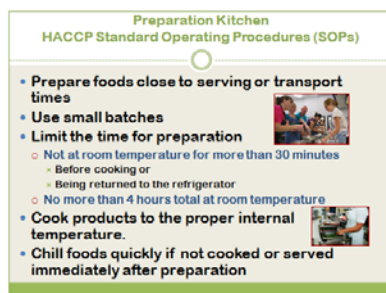 Preparation Kitchen
HACCP Standard Operating Procedures (SOPs)
• Prepare foods close to serving or transport
times
• Use small batches
• Limit the time for preparation
○ Not at room temperature for more than 30 minutes
× Before cooking or
× Being returned to the refrigerator
○ No more than 4 hours total at room temperature
• Cook products to the proper internal
temperature.
• Chill foods quickly if not cooked or served
immediately after preparation